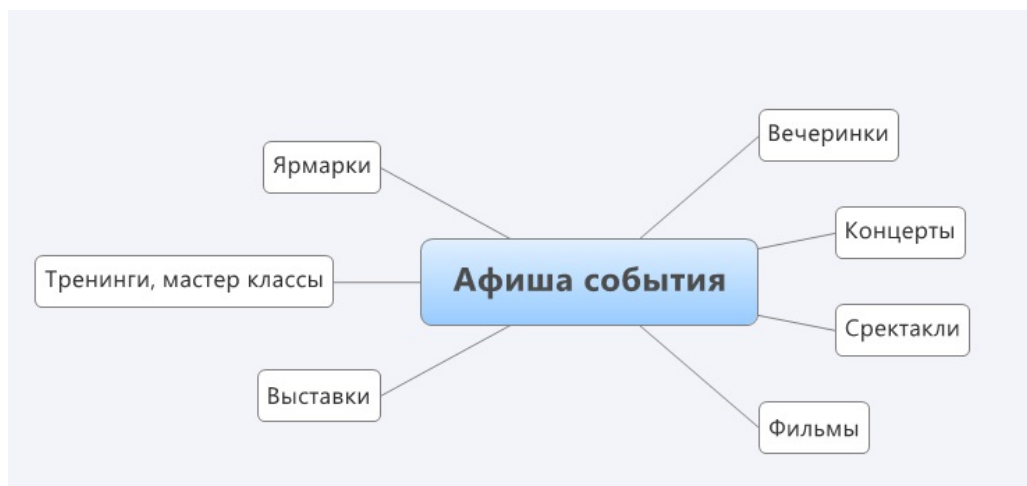 Вечеринки
Ярмарки
Концерты
Тренинги, мастер классы
Афиша события
Сректакли
Выставки
Фильмы